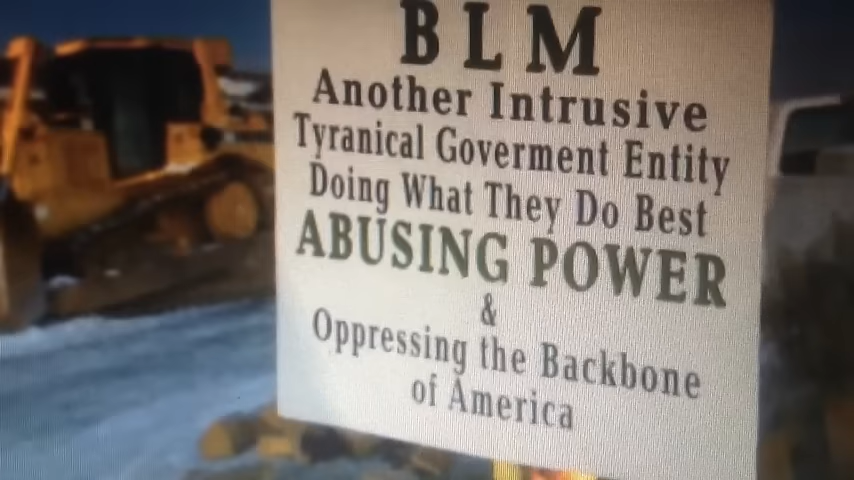 BLM
Another Intrusive
Tyranical Goverment Entity
Doing What They Do Best
ABUSING POWER
&
Oppressing the Backbone
of America